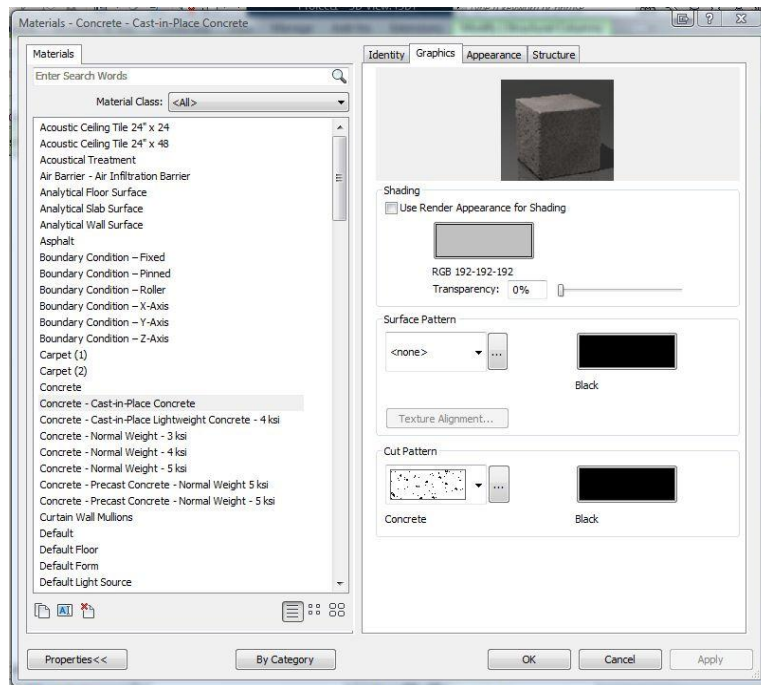 Materials - Concrete - Cast-in-Place Concrete
Materials
Enter Search Words
Material Class: <All>
Acoustic Ceiling Tile 24" x 24
Acoustic Ceiling Tile 24" x 48
Acoustical Treatment
Air Barrier - Air Infiltration Barrier
Analytical Floor Surface
Analytical Slab Surface
Analytical Wall Surface
Asphalt
Boundary Condition – Fixed
Boundary Condition – Pinned
Boundary Condition – Roller
Boundary Condition – X-Axis
Boundary Condition – Y-Axis
Boundary Condition – Z-Axis
Carpet (1)
Carpet (2)
Concrete
Concrete - Cast-in-Place Concrete
Concrete - Cast-in-Place Lightweight Concrete - 4 ksi
Concrete - Normal Weight - 3 ksi
Concrete - Normal Weight - 4 ksi
Concrete - Normal Weight - 5 ksi
Concrete - Precast Concrete - Normal Weight 5 ksi
Concrete - Precast Concrete - Normal Weight - 5 ksi
Curtain Wall Mullions
Default
Default Floor
Default Form
Default Light Source
Properties<<
By Category
Identity Graphics Appearance Structure
Shading
Use Render Appearance for Shading
RGB 192-192-192
Transparency: 0%
Surface Pattern
<none> ...
Black
Texture Alignment...
Cut Pattern
...
Concrete Black
OK Cancel Apply